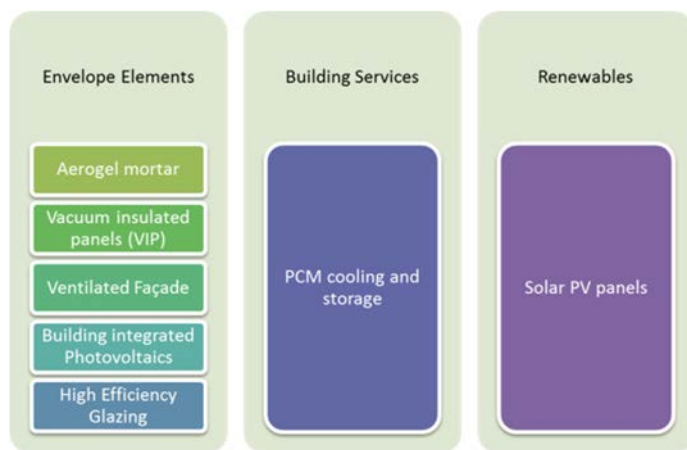 Envelope Elements
Aerogel mortar
Vacuum insulated
panels (VIP)
Ventilated Façade
Building integrated
Photovoltaics
High Efficiency
Glazing
Building Services
PCM cooling and
storage
Renewables
Solar PV panels